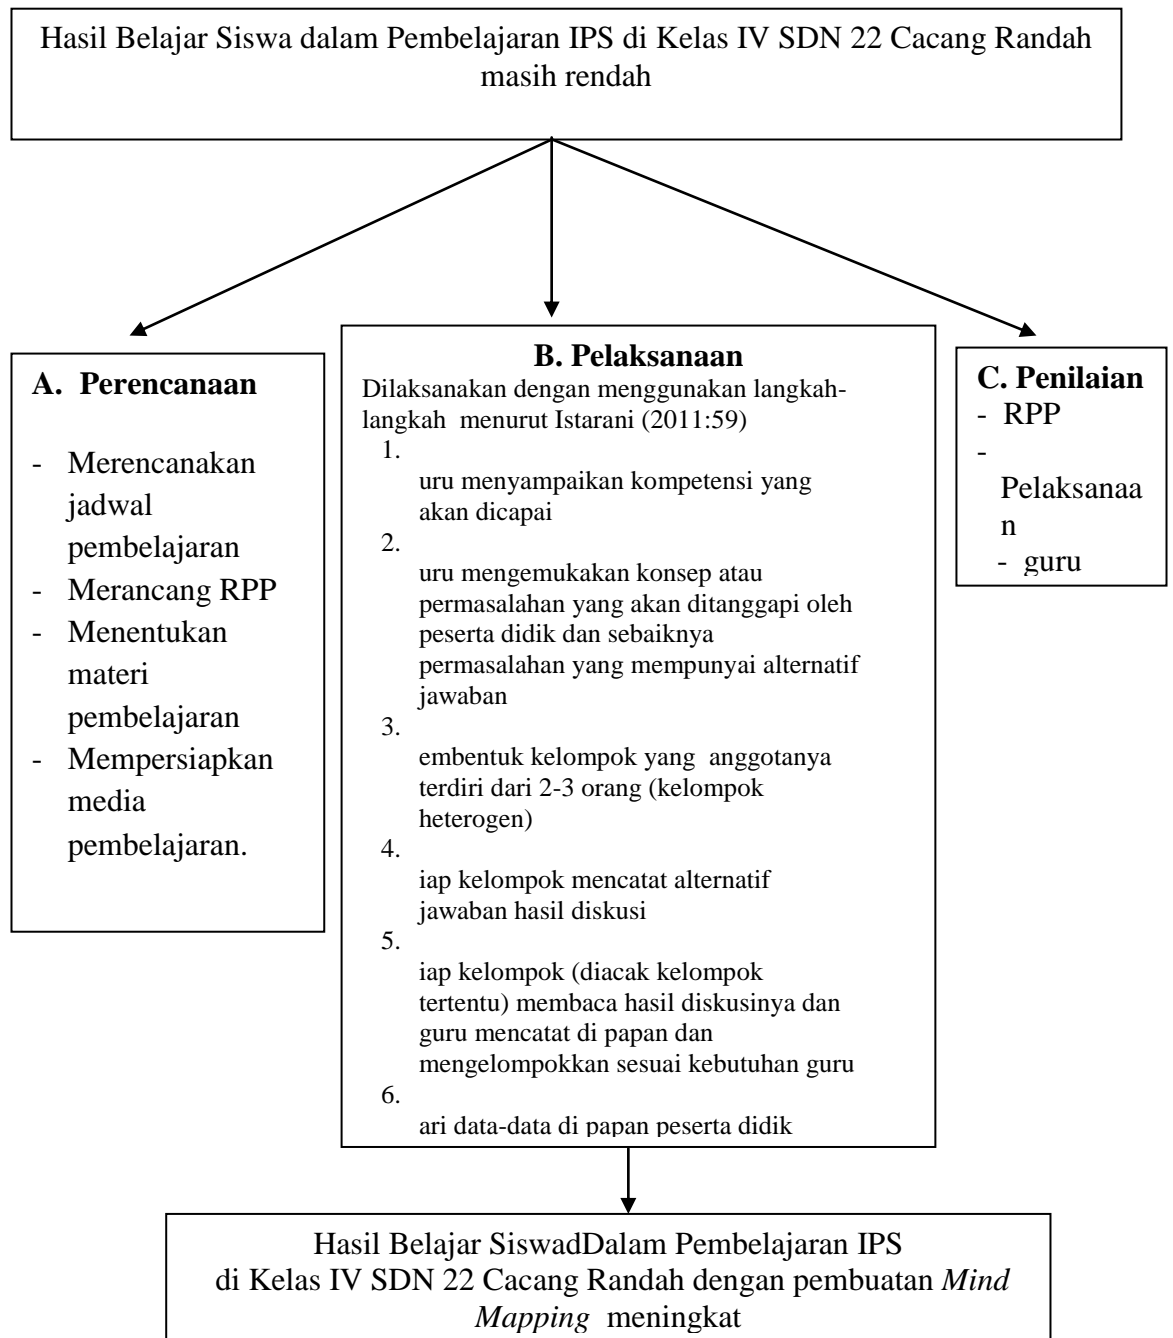 Hasil Belajar Siswa dalam Pembelajaran IPS di Kelas IV SDN 22 Cacang Randah
masih rendah
A. Perencanaan
- Merencanakan
jadwal
pembelajaran
- Merancang RPP
- Menentukan
materi
pembelajaran
- Mempersiapkan
media
pembelajaran.
B. Pelaksanaan
Dilaksanakan dengan menggunakan langkah-
langkah menurut Istarani (2011:59)
1.
uru menyampaikan kompetensi yang
akan dicapai
2.
uru mengemukakan konsep atau
permasalahan yang akan ditanggapi oleh
peserta didik dan sebaiknya
permasalahan yang mempunyai alternatif
jawaban
3.
embentuk kelompok yang anggotanya
terdiri dari 2-3 orang (kelompok
heterogen)
4.
iap kelompok mencatat alternatif
jawaban hasil diskusi
5.
iap kelompok (diacak kelompok
tertentu) membaca hasil diskusinya dan
guru mencatat di papan dan
mengelompokkan sesuai kebutuhan guru
6.
ari data-data di papan peserta didik
C. Penilaian
- RPP
-
Pelaksanaa
n
- guru
Hasil Belajar SiswadDalam Pembelajaran IPS
di Kelas IV SDN 22 Cacang Randah dengan pembuatan Mind
Mapping meningkat